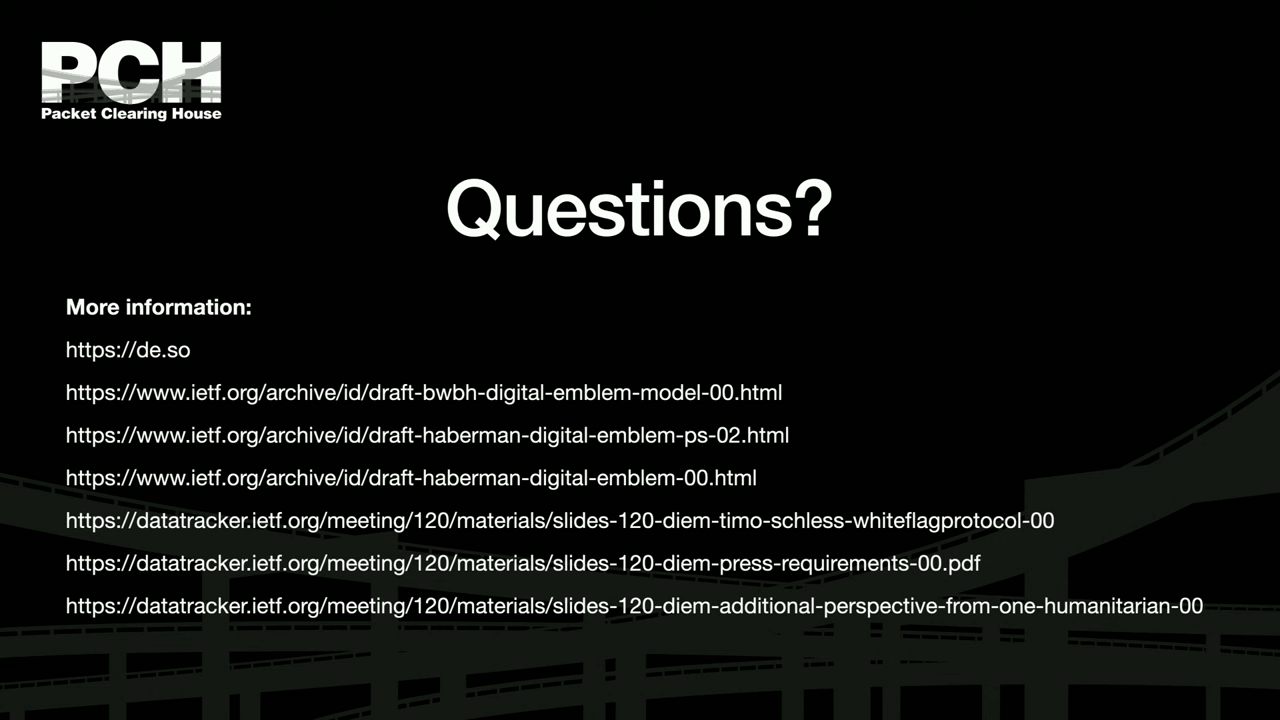 PCH
Packet Clearing House
Questions?
More information:
https://de.so
https://www.ietf.org/archive/id/draft-bwbh-digital-emblem-model-00.html
https://www.ietf.org/archive/id/draft-haberman-digital-emblem-ps-02.html
https://www.ietf.org/archive/id/draft-haberman-digital-emblem-00.html
https://datatracker.ietf.org/meeting/120/materials/slides-120-diem-timo-schless-whiteflagprotocol-00
https://datatracker.ietf.org/meeting/120/materials/slides-120-diem-press-requirements-00.pdf
https://datatracker.ietf.org/meeting/120/materials/slides-120-diem-additional-perspective-from-one-humanitarian-00